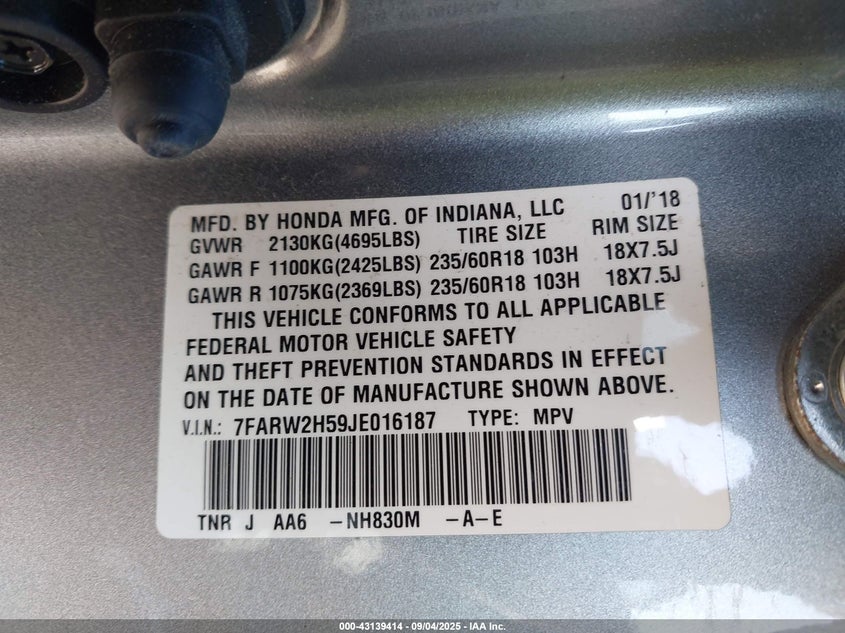 MFD. BY HONDA MFG. OF INDIANA, LLC 01/'18
GVWR 2130KG(4695LBS) TIRE SIZE RIM SIZE
GAWR F 1100KG(2425LBS) 235/60R18 103H 18X7.5J
GAWR R 1075KG(2369LBS) 235/60R18 103H 18X7.5J
THIS VEHICLE CONFORMS TO ALL APPLICABLE
FEDERAL MOTOR VEHICLE SAFETY
AND THEFT PREVENTION STANDARDS IN EFFECT
ON THE DATE OF MANUFACTURE SHOWN ABOVE.
V.I.N.: 7FARW2H59JE016187 TYPE: MPV
TNR J AA6 -NH830M -A-E
000-43139414 - 09/04/2025 - IAA Inc.